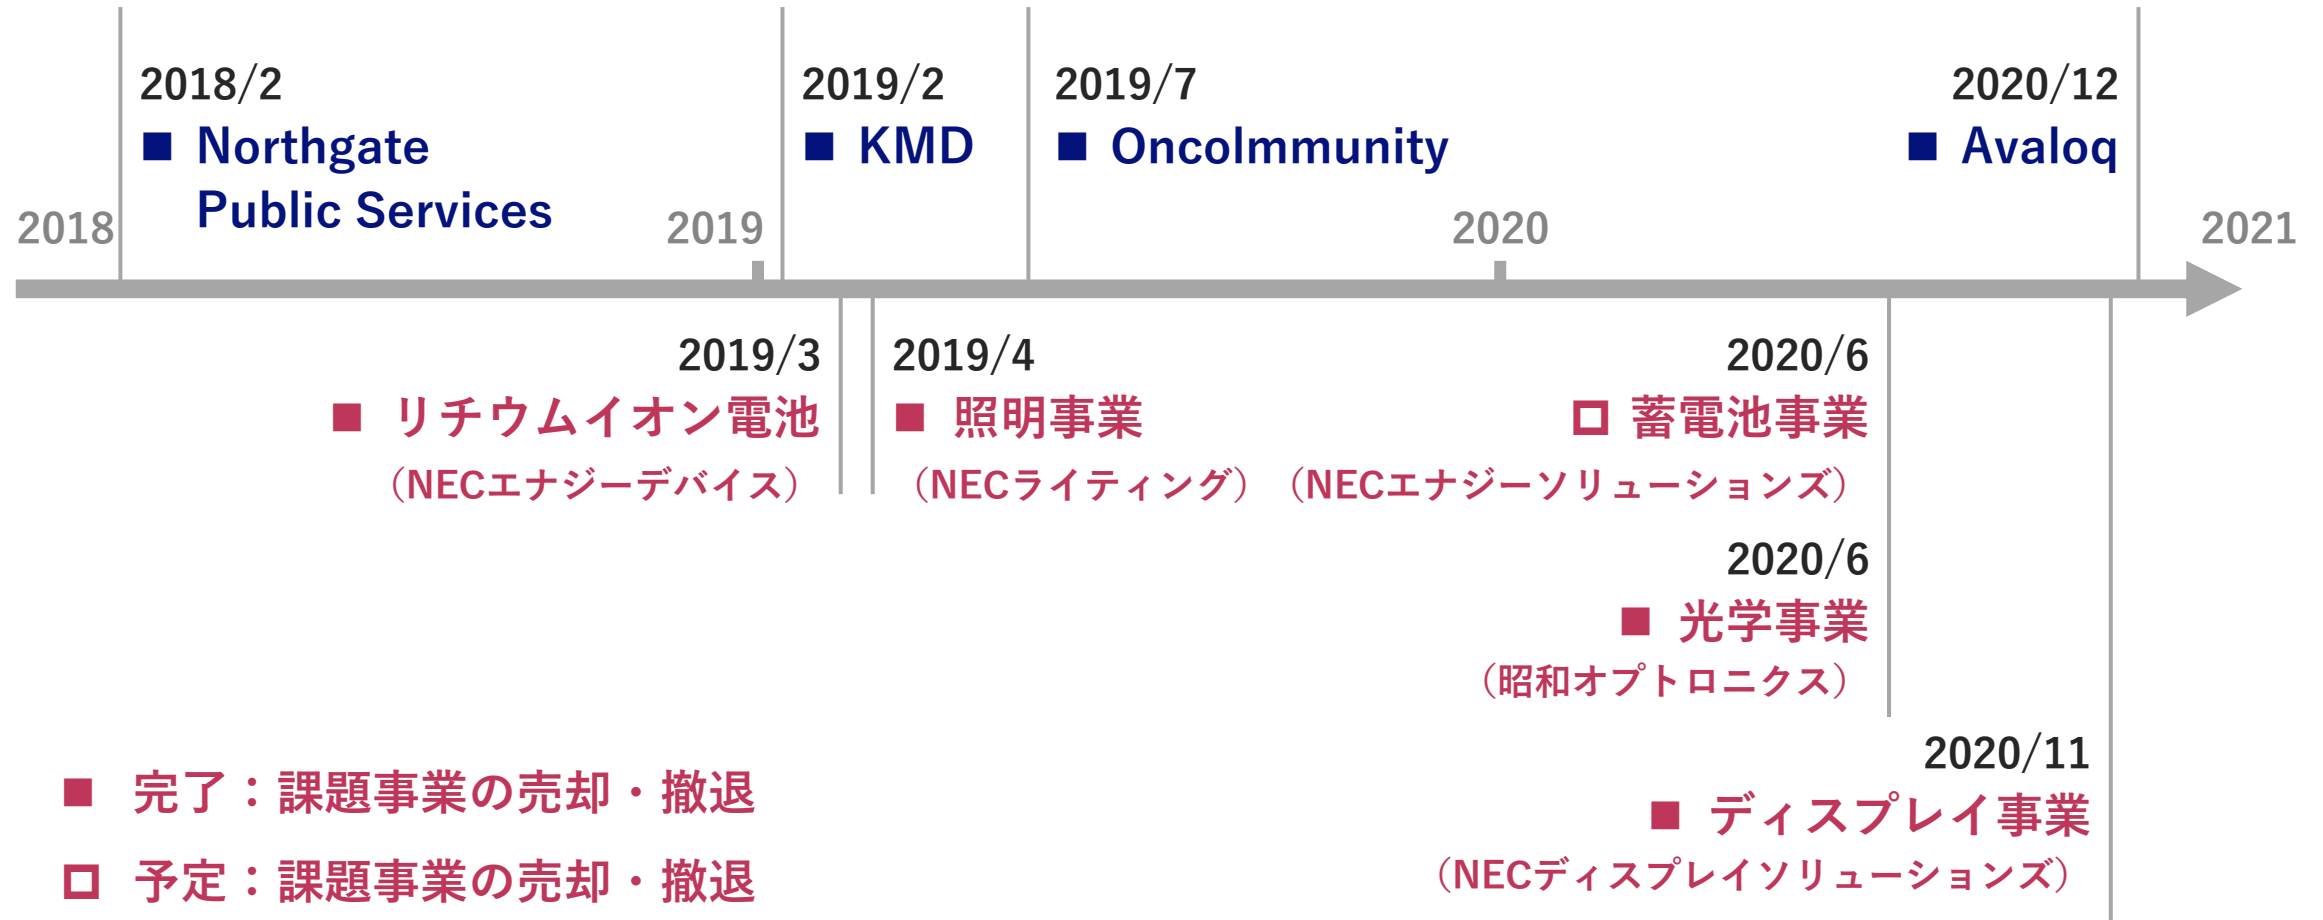 2018/2
■ Northgate
Public Services
2019/2
■ KMD
2019/7
■ OncoImmunity
2020/12
■ Avaloq
2018
2019
2020
2021
2019/3
■ リチウムイオン電池
（NECエナジーデバイス）
2019/4
■ 照明事業
（NECライティング）
2020/6
□ 蓄電池事業
（NECエナジーソリューションズ）
2020/6
■ 光学事業
（昭和オプトロニクス）
2020/11
■ ディスプレイ事業
（NECディスプレイソリューションズ）
■ 完了：課題事業の売却・撤退
□ 予定：課題事業の売却・撤退